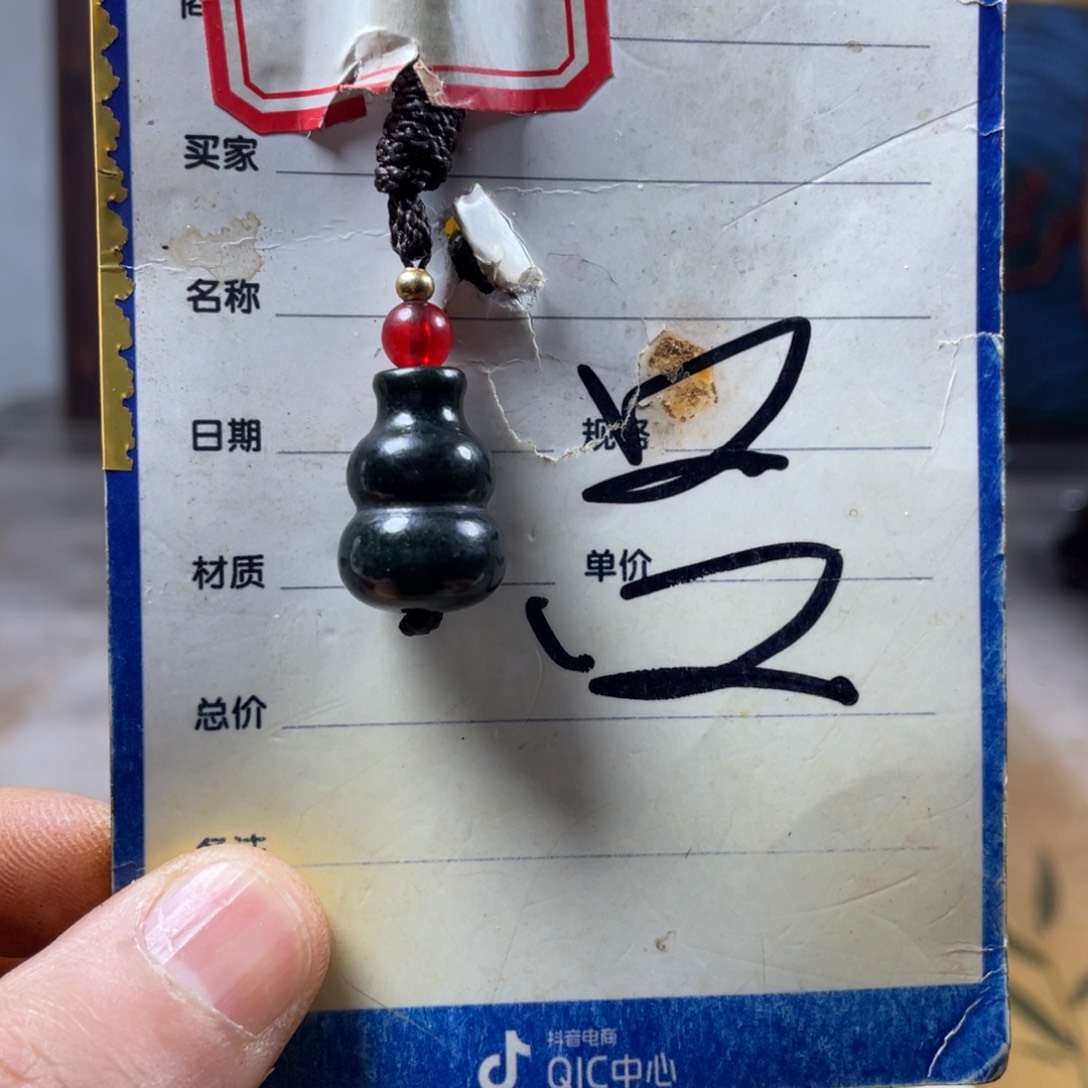 买家
名称
日期 规格
材质 单价
总价
抖音电商
QIC中心